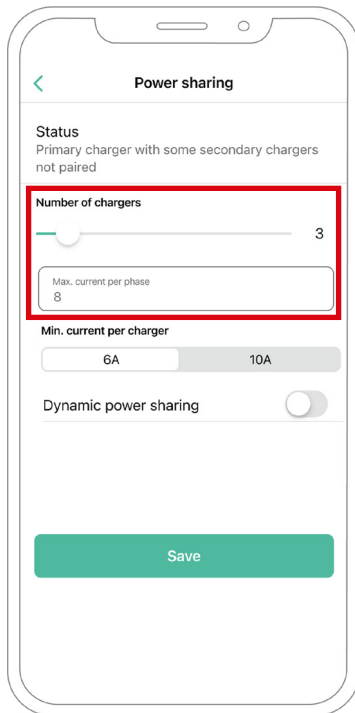 Power sharing
Status
Primary charger with some secondary chargers
not paired
Number of chargers
3
Max. current per phase
8
Min. current per charger
6A 10A
Dynamic power sharing
Save